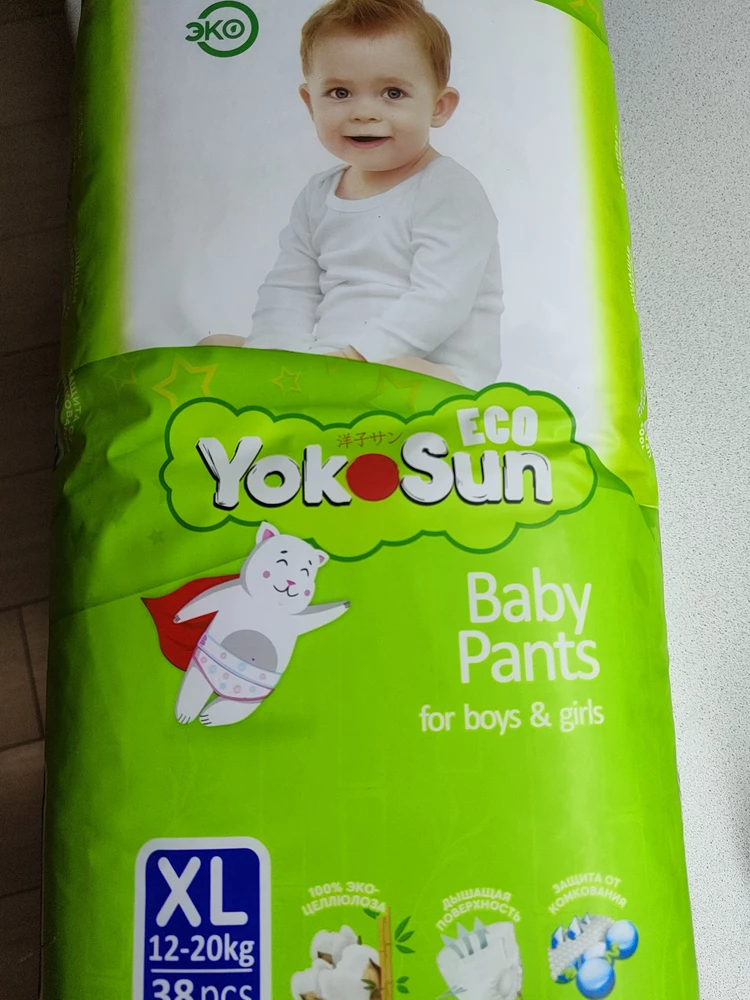 ЭКО
ECO
洋子サン
YokoSun
Baby
Pants
for boys & girls
XL
12-20kg
38 pcs
100% ЭКО-
ЦЕЛЛЮЛОЗА
ДЫШАЩАЯ
ПОВЕРХНОСТЬ
ЗАЩИТА ОТ
КОМКОВАНИЯ